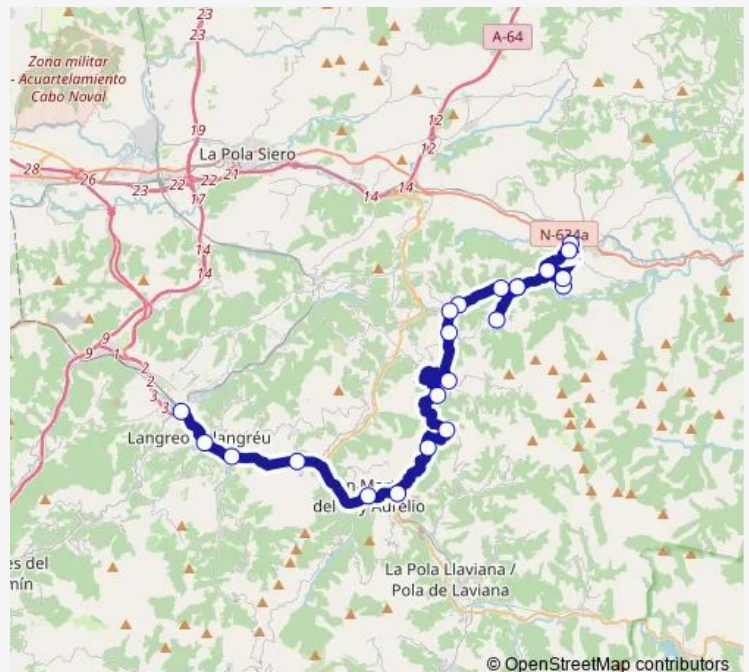 23
23
A-64
Zona militar
- Acuartelamiento
Cabo Noval
19
12
12
La Pola Siero
28
26
23
22
22
21
17
14
14
14
14
N-634a
9
9
1
2
2
3
3
Langreo
del
Aurelio
es del
mín
La Pola Llaviana /
Pola de Laviana
© OpenStreetMap contributors